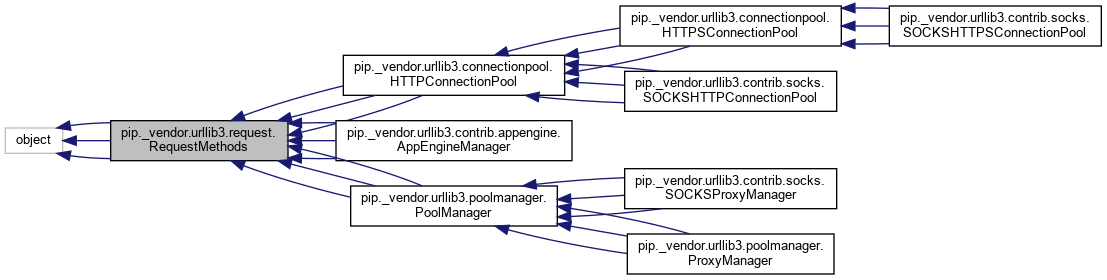 pip._vendor.urllib3.connectionpool.
HTTPSConnectionPool
pip._vendor.urllib3.contrib.socks.
SOCKSHTTPSConnectionPool
pip._vendor.urllib3.connectionpool.
HTTPConnectionPool
pip._vendor.urllib3.contrib.socks.
SOCKSHTTPConnectionPool
object
pip._vendor.urllib3.request.
RequestMethods
pip._vendor.urllib3.contrib.appengine.
AppEngineManager
pip._vendor.urllib3.contrib.socks.
SOCKSProxyManager
pip._vendor.urllib3.poolmanager.
PoolManager
pip._vendor.urllib3.poolmanager.
ProxyManager